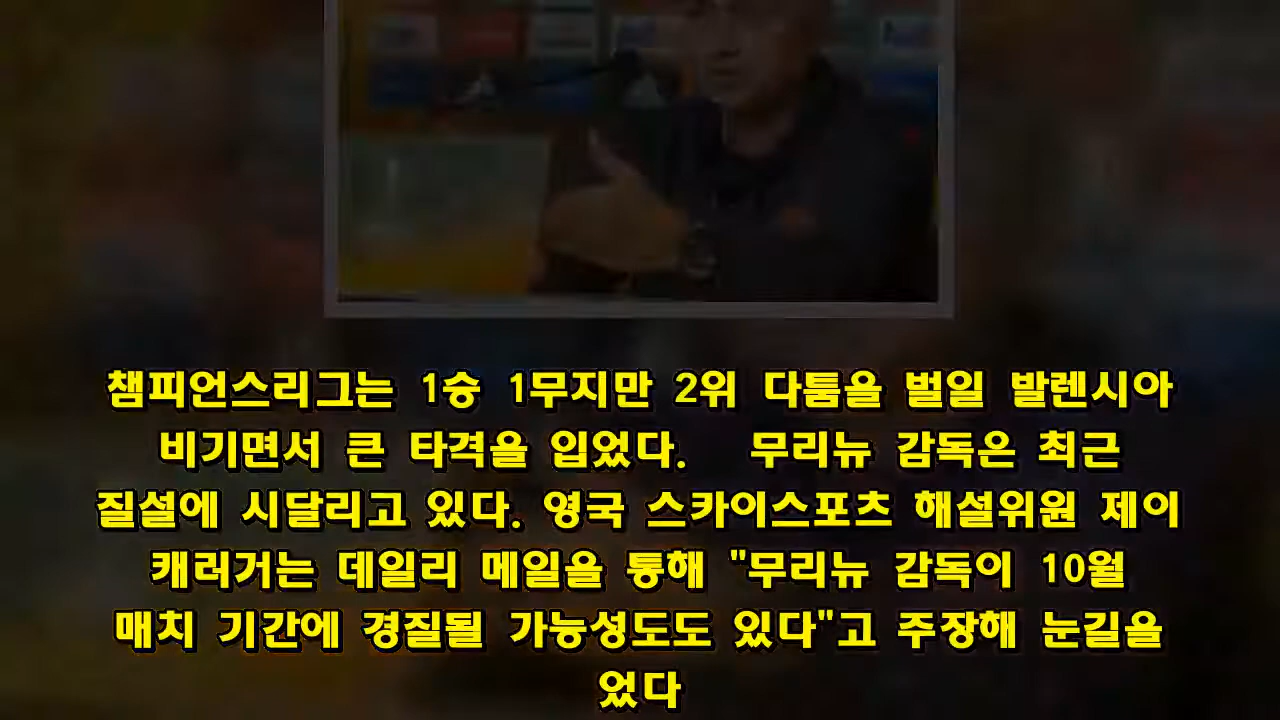 챔피언스리그는 1승 1무지만 2위 다툼을 벌일 발렌시아
비기면서 큰 타격을 입었다. 무리뉴 감독은 최근
질설에 시달리고 있다. 영국 스카이스포츠 해설위원 제이
캐러거는 데일리 메일을 통해 "무리뉴 감독이 10월
매치 기간에 경질될 가능성도도 있다"고 주장해 눈길을
었다